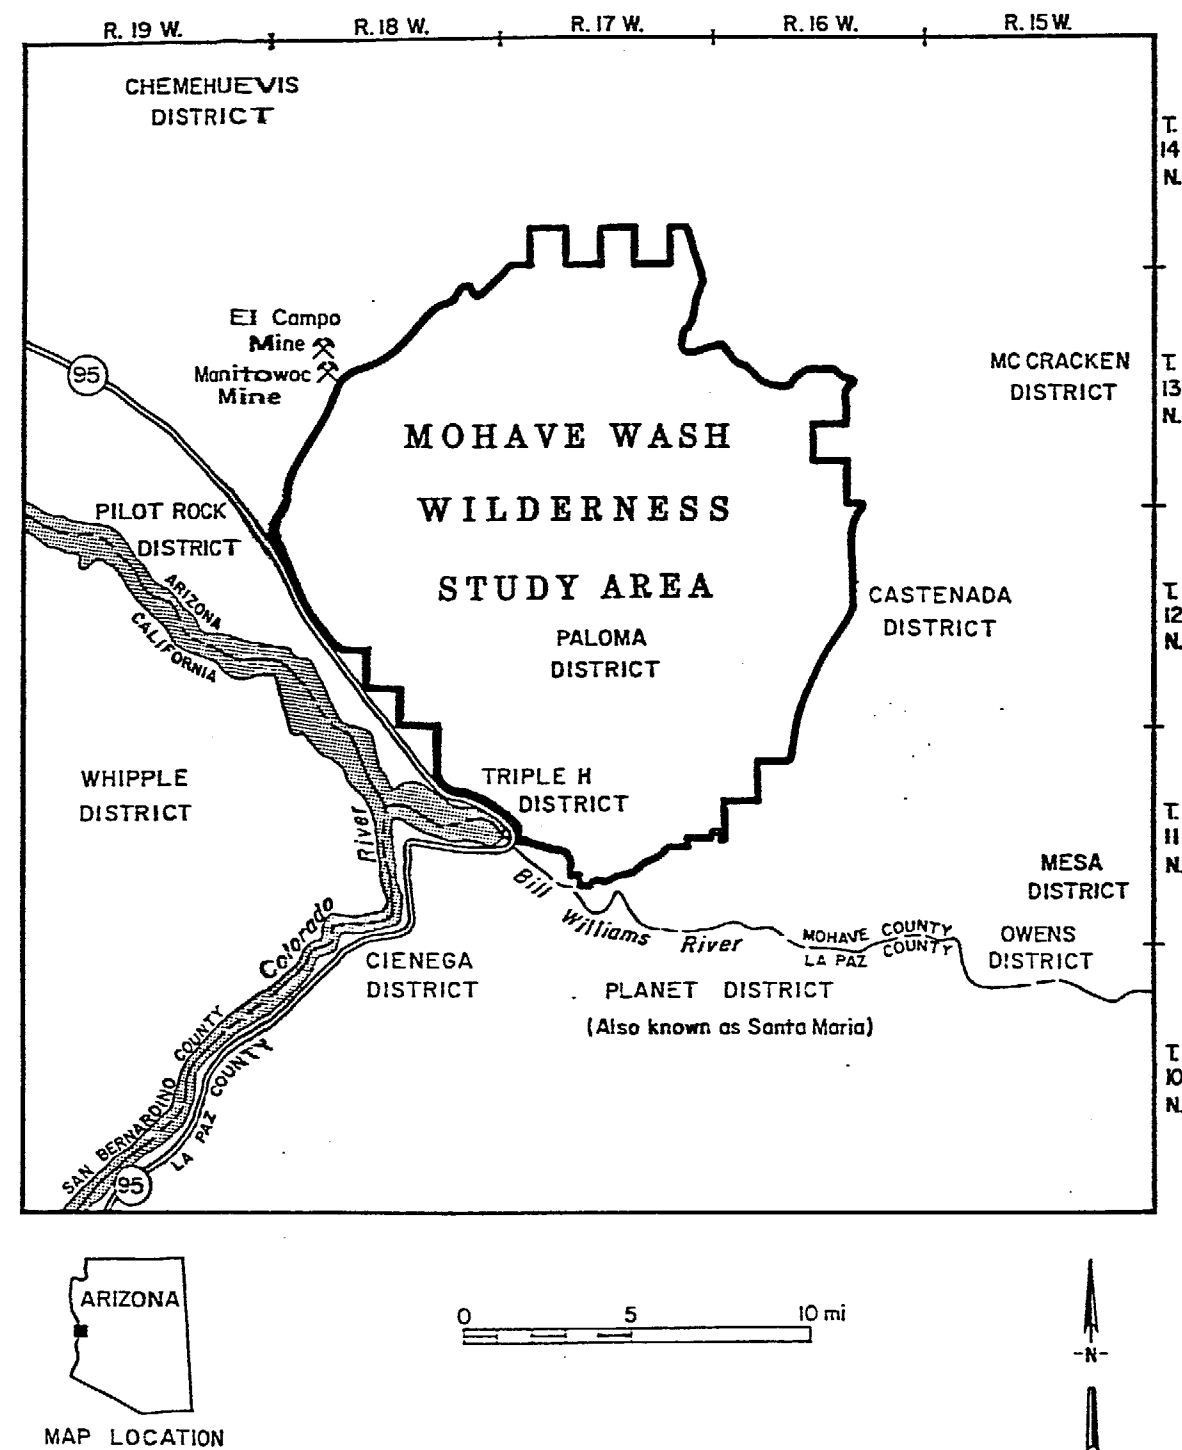 R. 19 W. R. 18 W. R. 17 W. R. 16 W. R. 15 W.
CHEMEHUEVIS
DISTRICT
T.
14
N.
El Campo
Mine
Manitowoc
Mine
95
MC CRACKEN
DISTRICT
T.
13
N.
MOHAVE WASH
WILDERNESS
STUDY AREA
PALOMA
DISTRICT
PILOT ROCK
DISTRICT
ARIZONA
CALIFORNIA
CASTENADA
DISTRICT
T.
12
N.
WHIPPLE
DISTRICT
TRIPLE H
DISTRICT
T.
11
N.
Colorado River
Bill Williams River
MESA
DISTRICT
MOHAVE COUNTY
LA PAZ COUNTY
OWENS
DISTRICT
CIENEGA
DISTRICT
PLANET DISTRICT
(Also known as Santa Maria)
SAN BERNARDINO COUNTY
LA PAZ COUNTY
95
T.
10
N.
ARIZONA
MAP LOCATION
0 5 10 mi
-N-